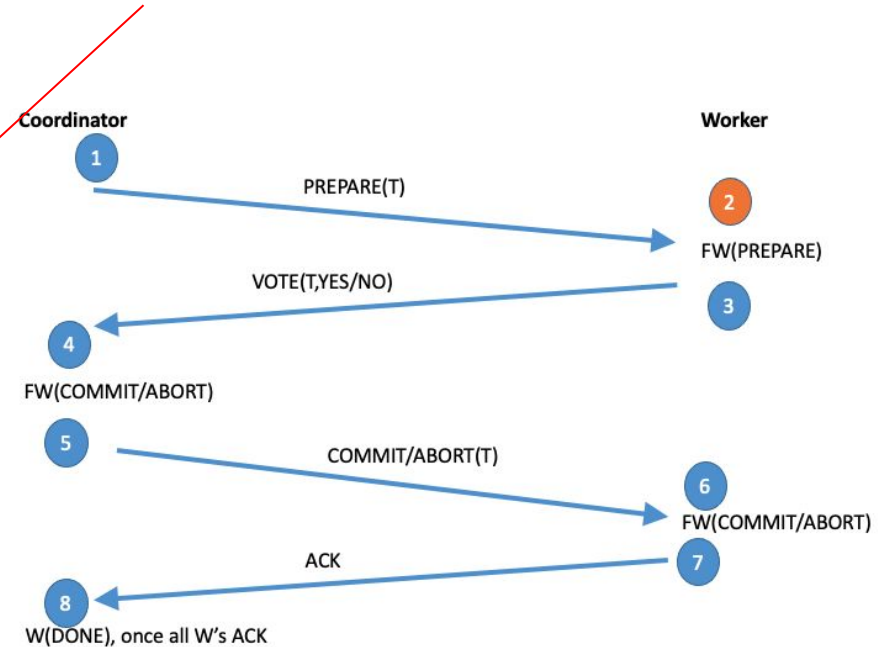 Coordinator
Worker
1
PREPARE(T)
2
FW(PREPARE)
VOTE(T,YES/NO)
3
4
FW(COMMIT/ABORT)
5
COMMIT/ABORT(T)
6
FW(COMMIT/ABORT)
ACK
7
8
W(DONE), once all W's ACK